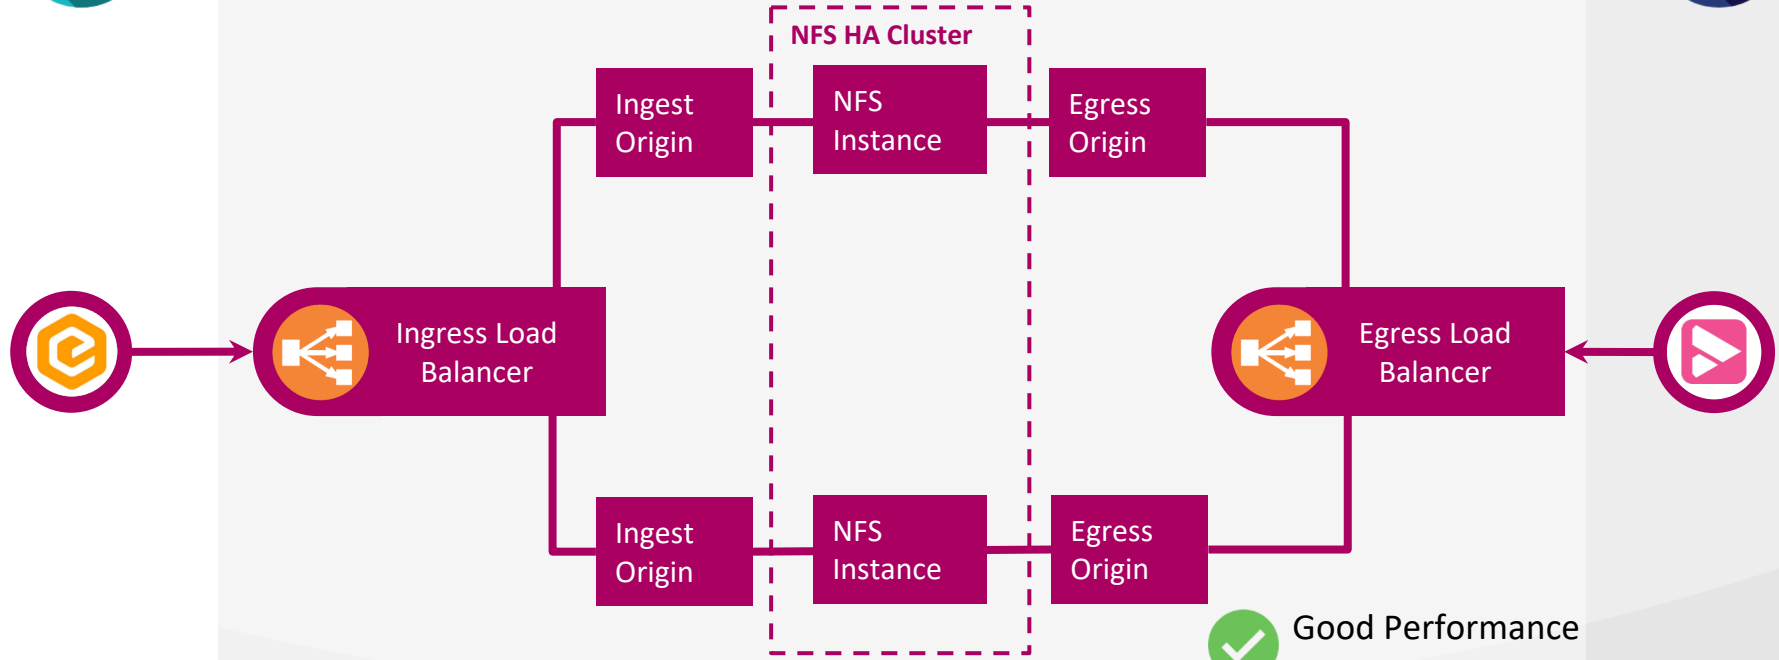 NFS HA Cluster
Ingest
Origin
NFS
Instance
Egress
Origin
Ingress Load
Balancer
Egress Load
Balancer
Ingest
Origin
NFS
Instance
Egress
Origin
Good Performance